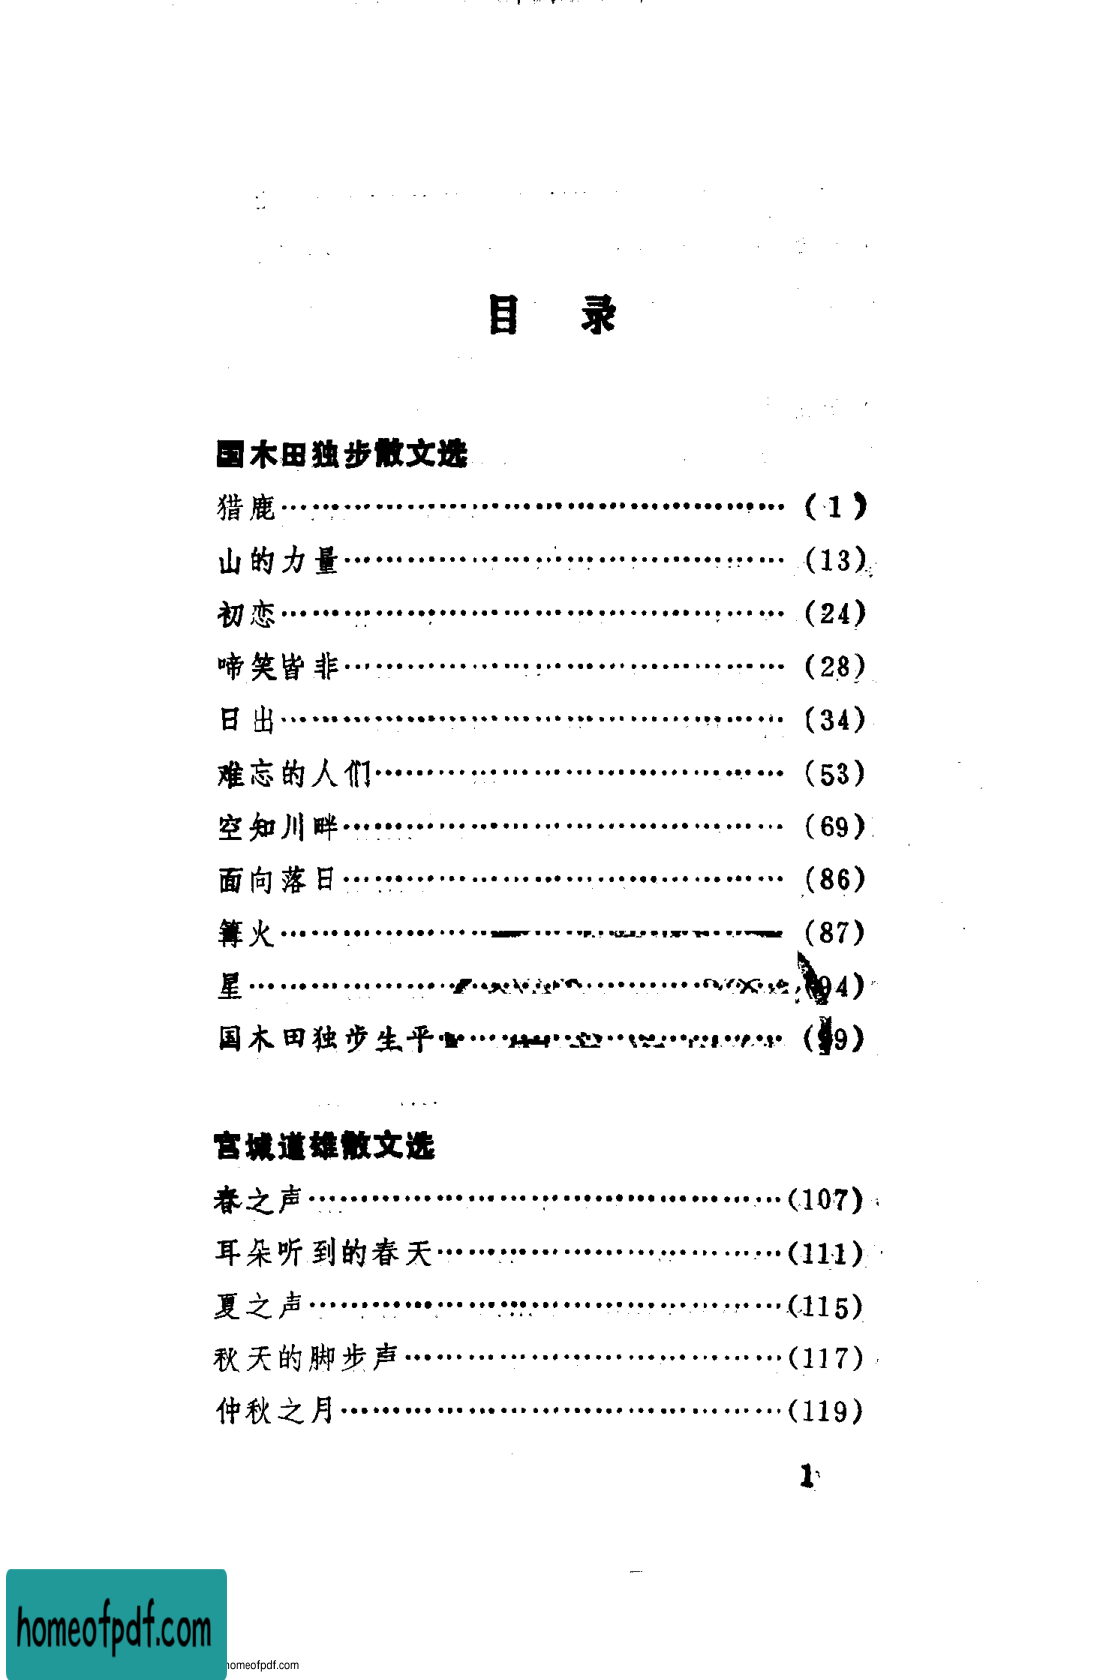 目 录
国木田独步散文选
猎鹿…………………………………………… (1)
山的力量…………………………………………… (13)
初恋…………………………………………… (24)
啼笑皆非…………………………………………… (28)
日出…………………………………………… (34)
难忘的人们…………………………………………… (53)
空知川畔…………………………………………… (69)
面向落日…………………………………………… (86)
篝火…………………………………………… (87)
星…………………………………………… (94)
国木田独步生平…………………………………………… (99)
宫城道雄散文选
春之声……………………………………………(107)
耳朵听到的春天……………………………………………(111)
夏之声……………………………………………(115)
秋天的脚步声……………………………………………(117)
仲秋之月……………………………………………(119)
1
homeofpdf.com
homeofpdf.com